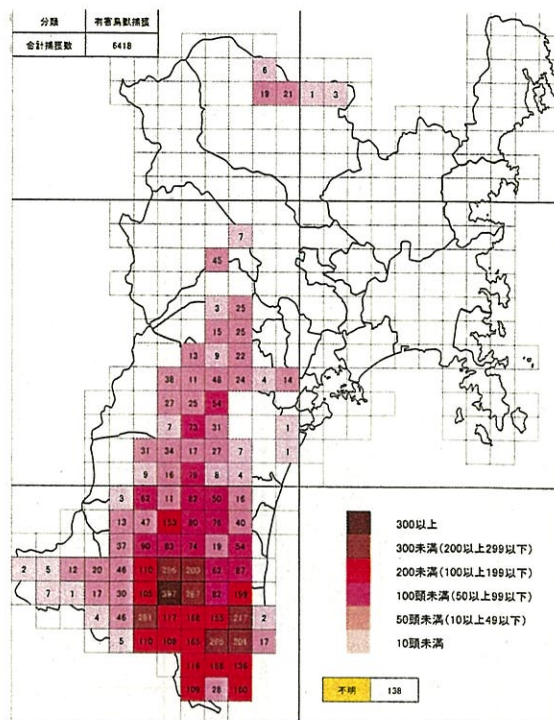 分類 有害鳥獣捕獲
合計捕獲数 6418
6
19 21 1 3
7
45
3 25
15 25
13 9 22
38 11 48 24 4 14
27 25 54
7 73 31 1
31 34 17 27 7 1
9 16 76 8 4
3 62 11 87 50 16
13 47 153 80 76 40
37 90 83 74 19 54
2 5 12 20 46 110 62 87
7 1 17 30 105 82
4 46 117 168 155 2
5 110 109 165 17
116 158 136
109 28 160
300以上
300未満(200以上299以下)
200未満(100以上199以下)
100頭未満(50以上99以下)
50頭未満(10以上49以下)
10頭未満
不明 138